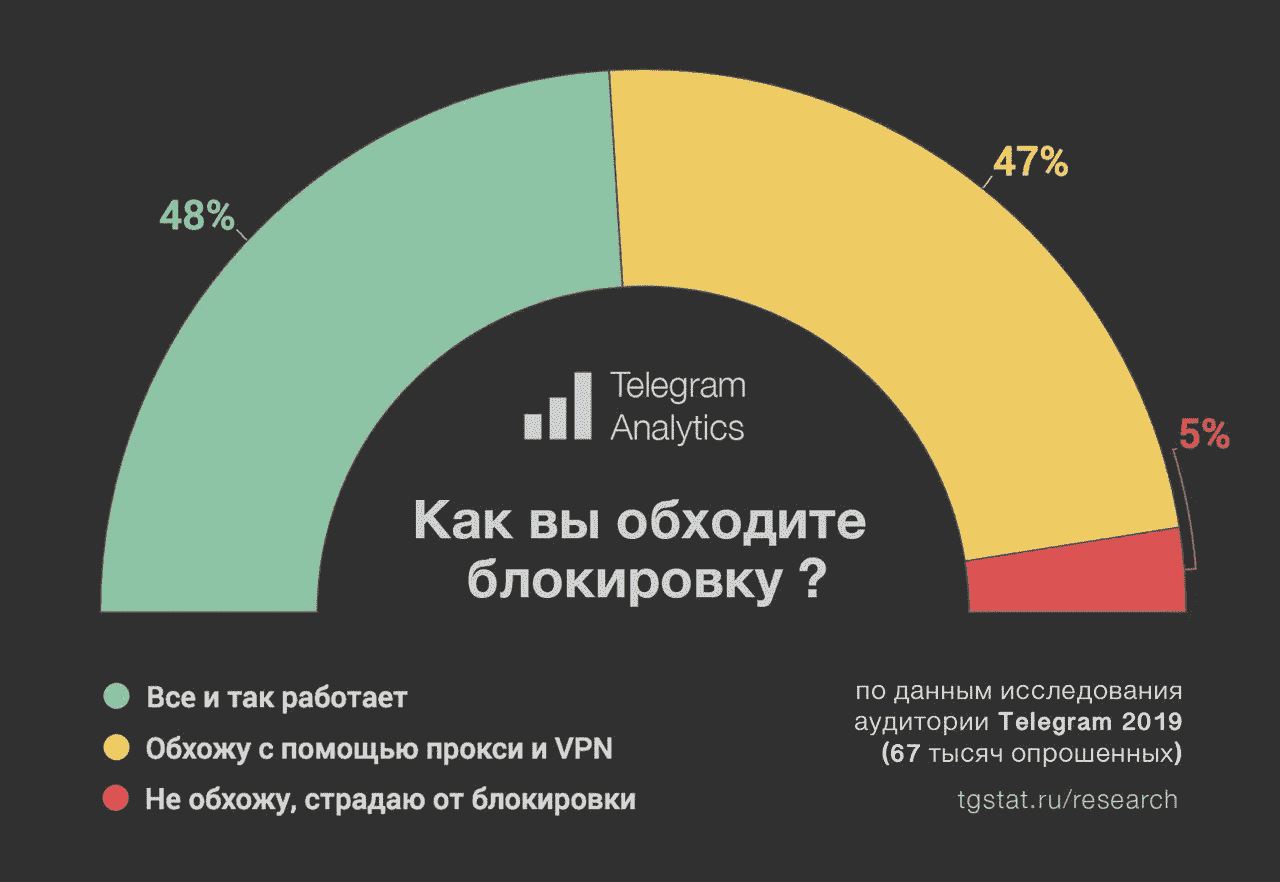 48%
47%
5%
Telegram
Analytics
Как вы обходите
блокировку ?
Все и так работает
Обхожу с помощью прокси и VPN
Не обхожу, страдаю от блокировки
по данным исследования
аудитории Telegram 2019
(67 тысяч опрошенных)
tgstat.ru/research